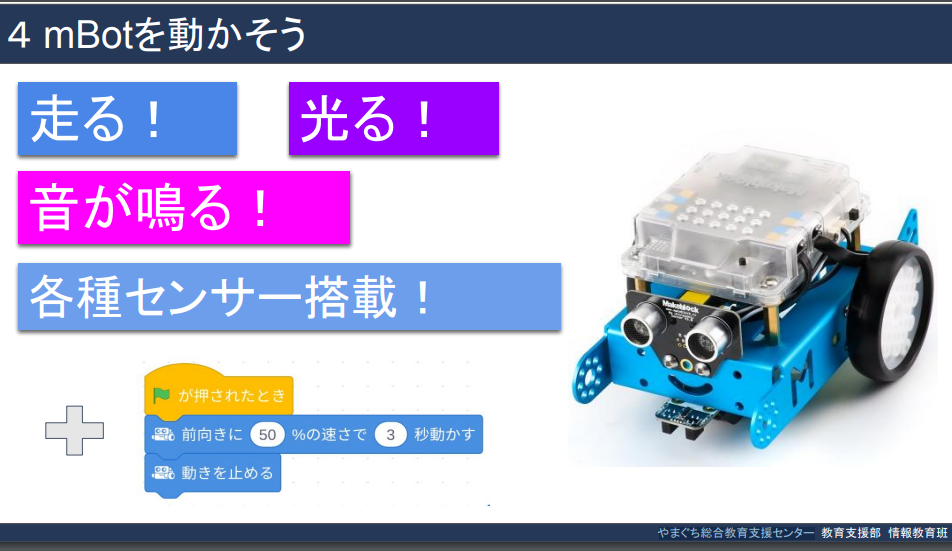 ４ mBotを動かそう
走る！
光る！
音が鳴る！
各種センサー搭載！
が押されたとき
前向きに 50 %の速さで 3 秒動かす
動きを止める
Makeblock
M
やまぐち総合教育支援センター 教育支援部 情報教育班